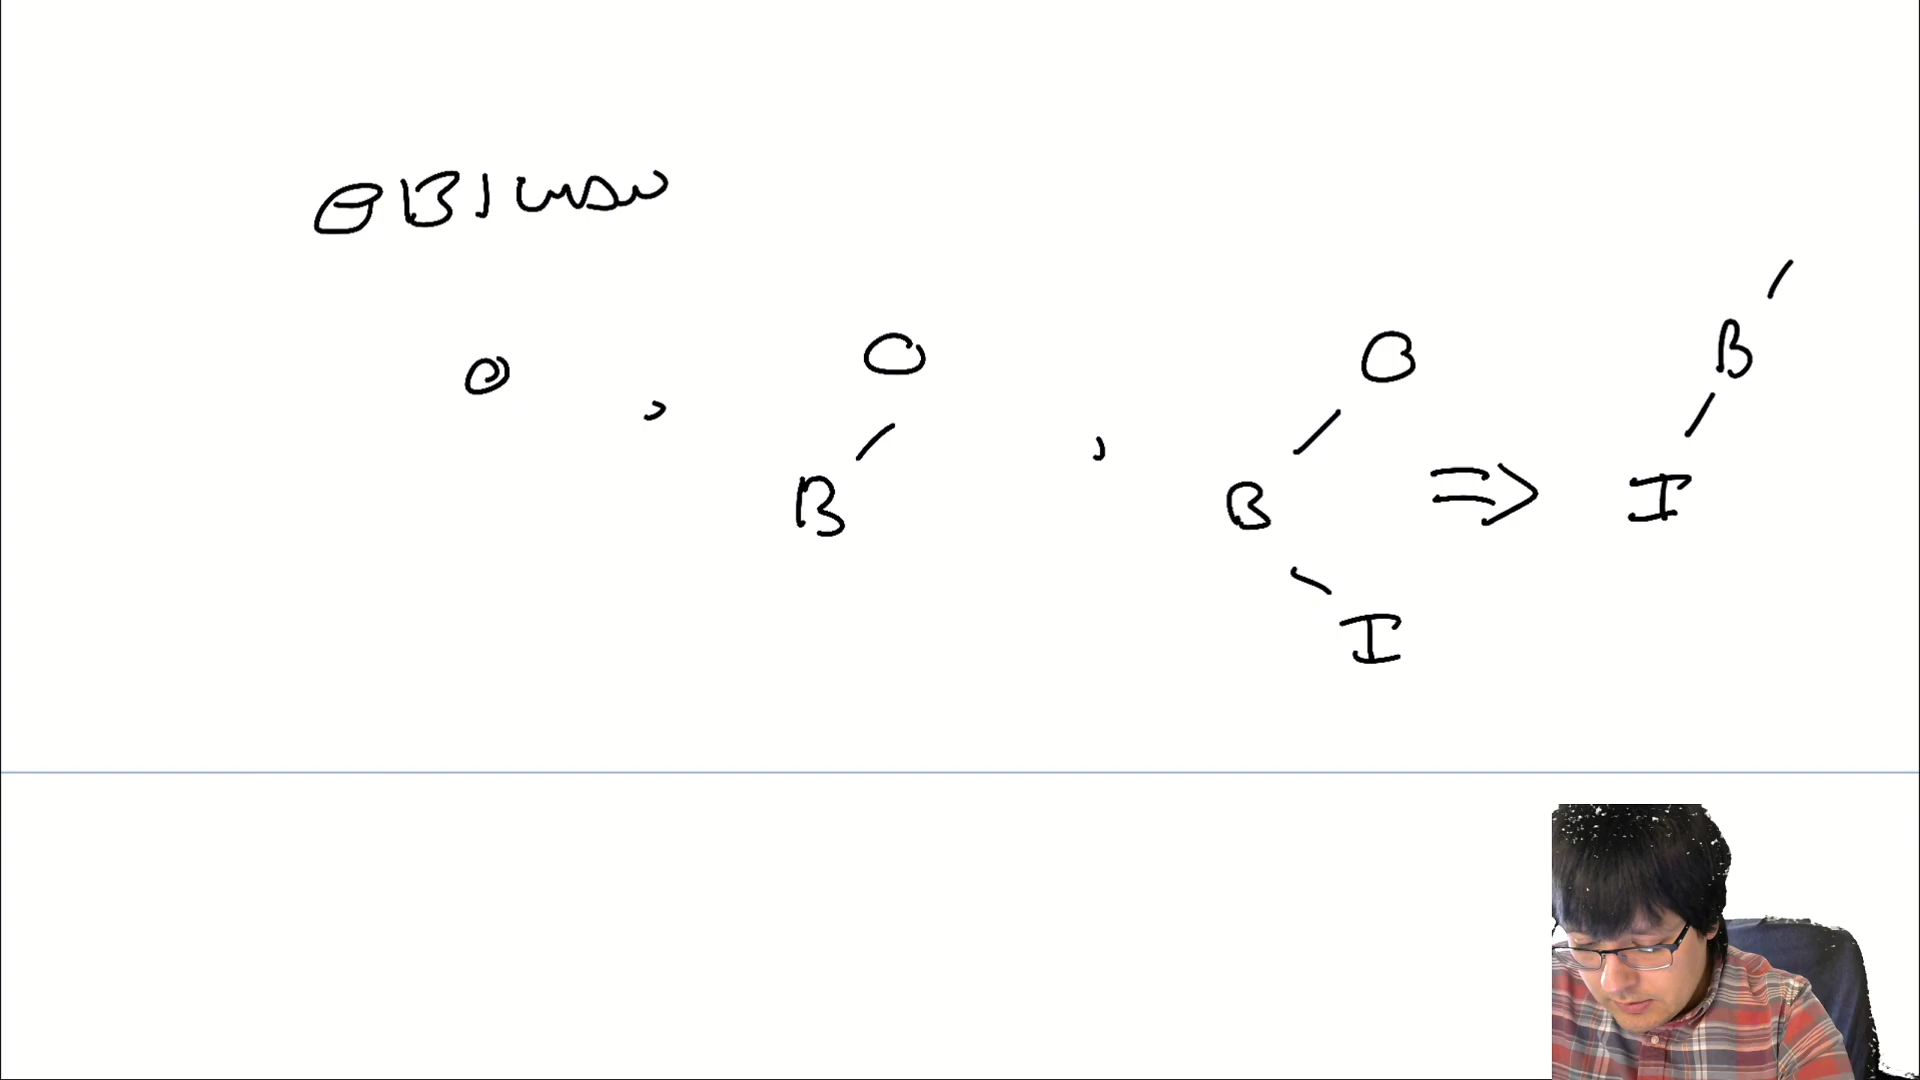 OBIWAN
O , O , O B
B B ⇒ I
I